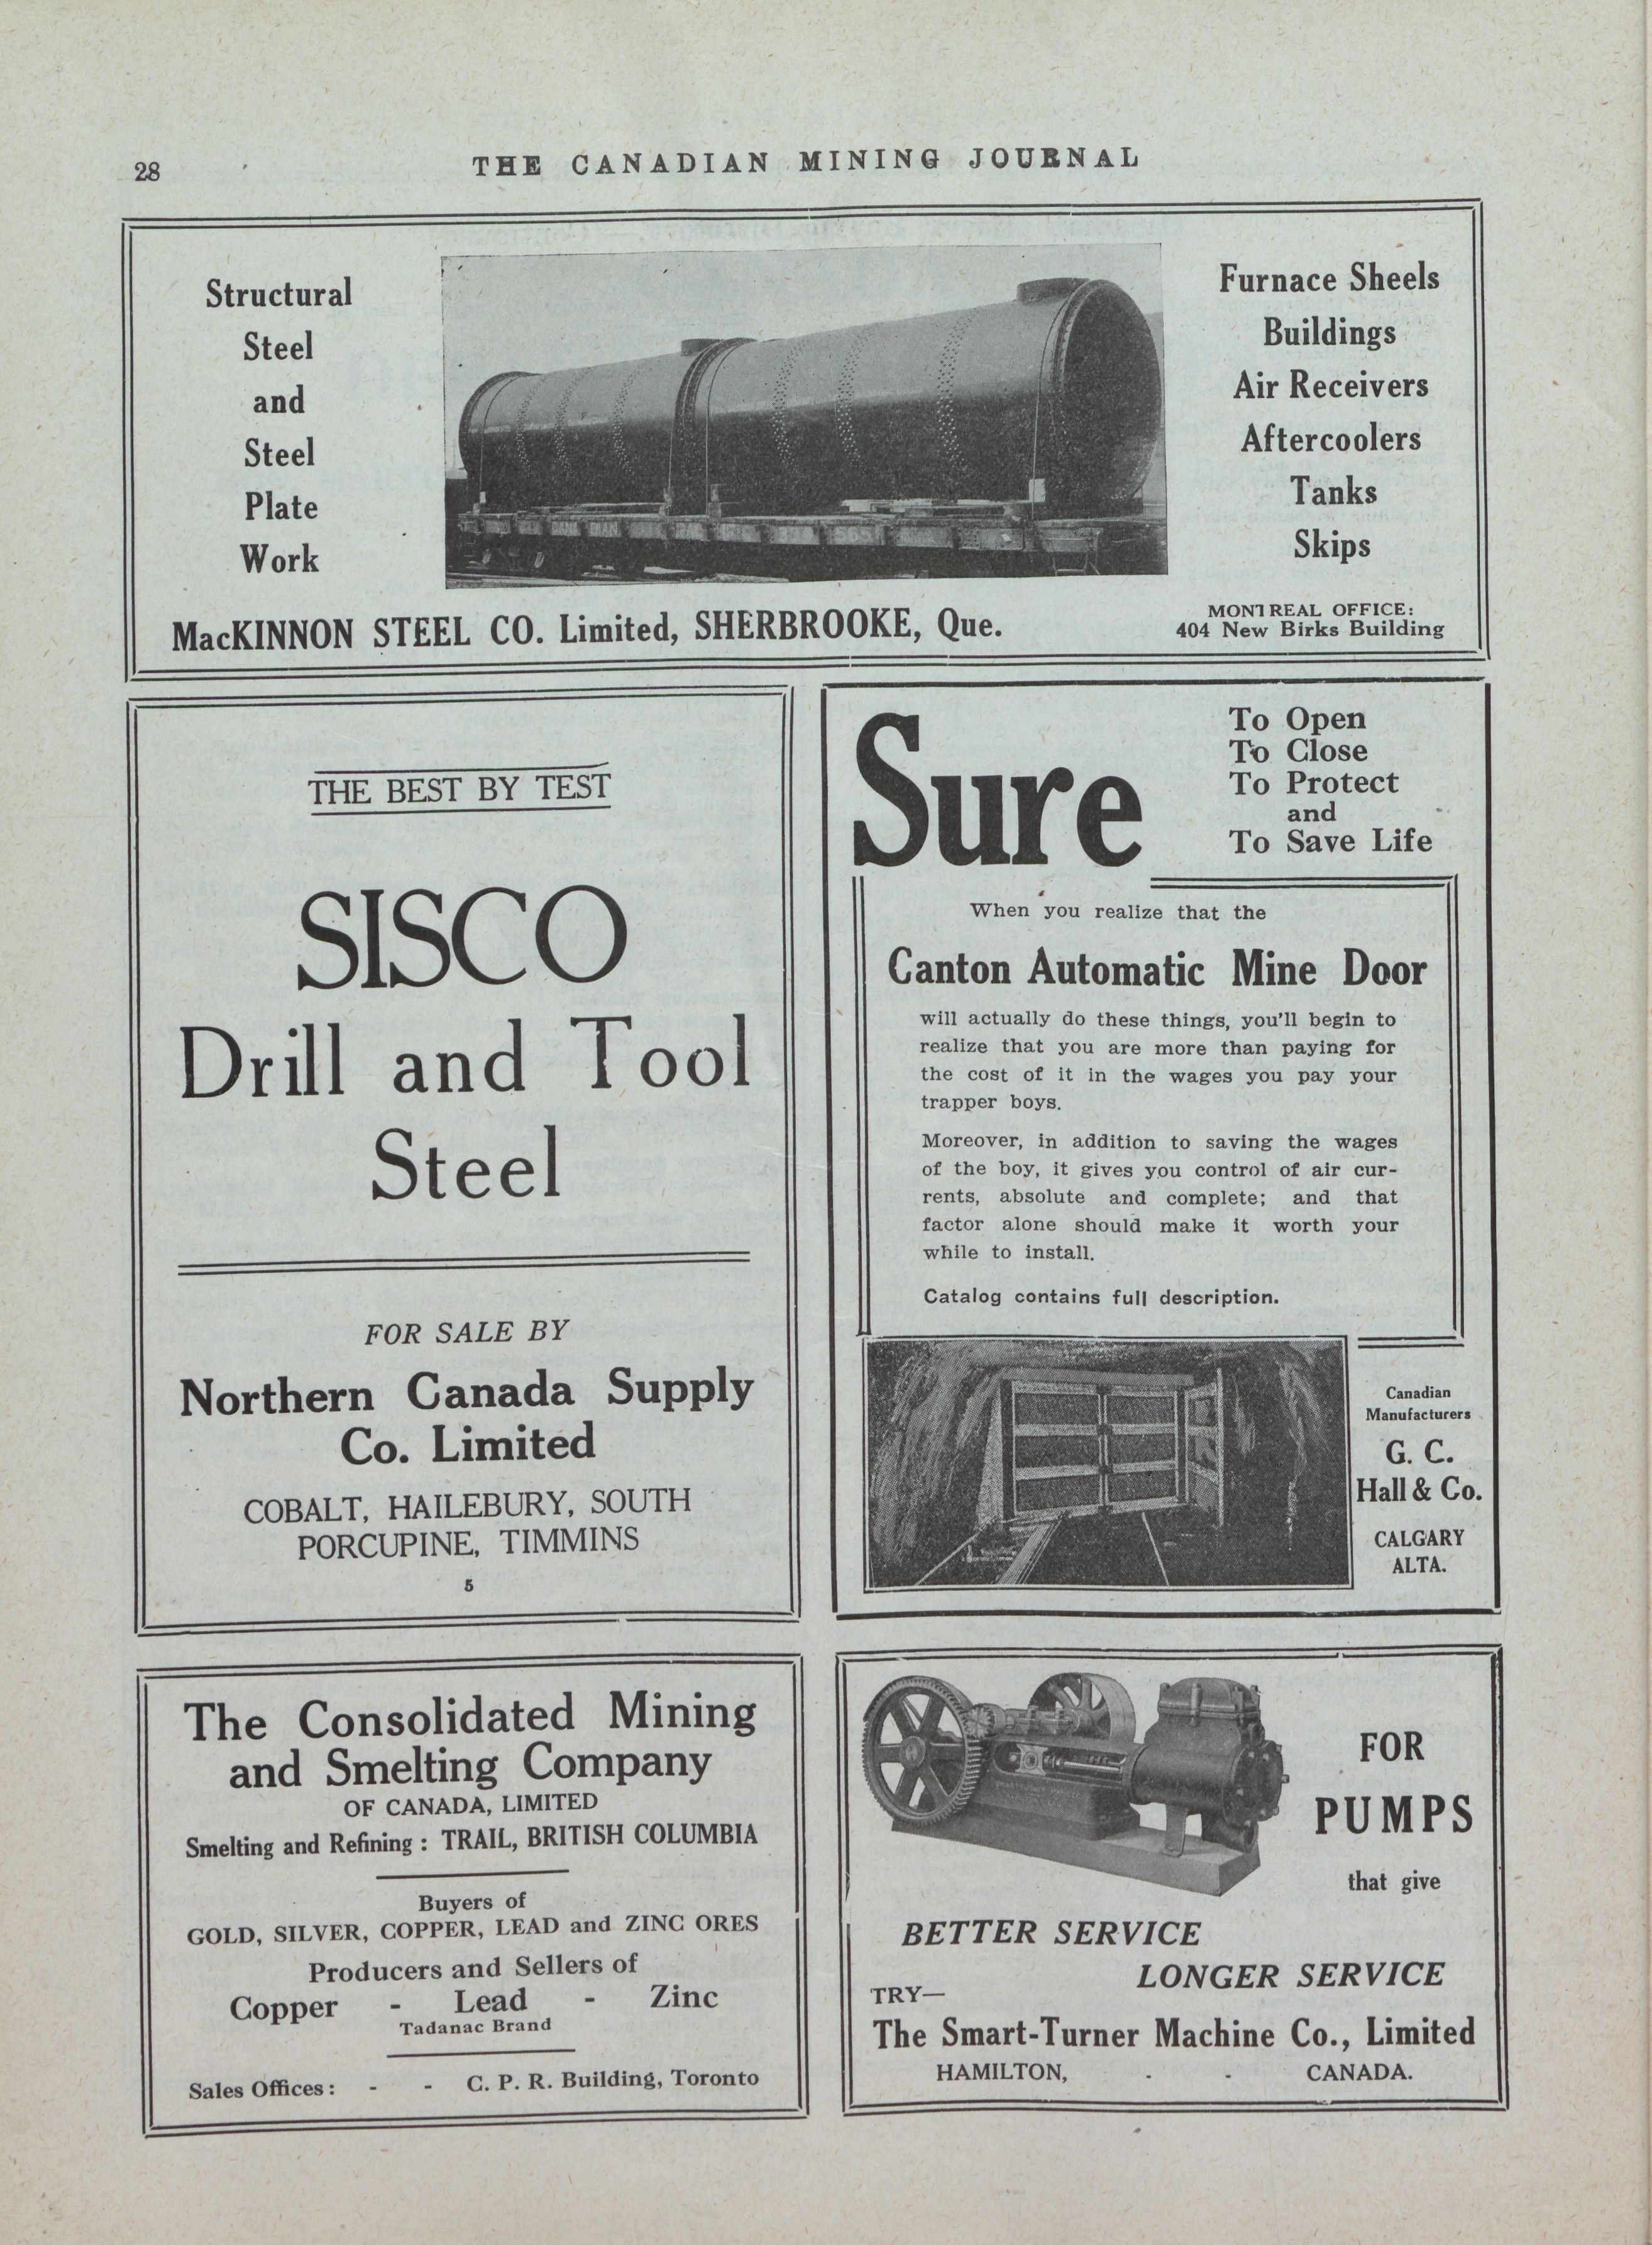 28
THE CANADIAN MINING JOURNAL
Structural
Steel
and
Steel
Plate
Work
Furnace Sheels
Buildings
Air Receivers
Aftercoolers
Tanks
Skips
MacKINNON STEEL CO. Limited, SHERBROOKE, Que.
MONTREAL OFFICE:
404 New Birks Building
THE BEST BY TEST
SISCO
Drill and Tool
Steel
FOR SALE BY
Northern Canada Supply
Co. Limited
COBALT, HAILEBURY, SOUTH
PORCUPINE, TIMMINS
5
Sure
To Open
To Close
To Protect
and
To Save Life
When you realize that the
Canton Automatic Mine Door
will actually do these things, you'll begin to
realize that you are more than paying for
the cost of it in the wages you pay your
trapper boys.
Moreover, in addition to saving the wages
of the boy, it gives you control of air cur-
rents, absolute and complete; and that
factor alone should make it worth your
while to install.
Catalog contains full description.
Canadian
Manufacturers
G. C.
Hall & Co.
CALGARY
ALTA.
The Consolidated Mining
and Smelting Company
OF CANADA, LIMITED
Smelting and Refining : TRAIL, BRITISH COLUMBIA
Buyers of
GOLD, SILVER, COPPER, LEAD and ZINC ORES
Producers and Sellers of
Copper - Lead - Zinc
Tadanac Brand
Sales Offices : - - C. P. R. Building, Toronto
FOR
PUMPS
that give
BETTER SERVICE
LONGER SERVICE
TRY—
The Smart-Turner Machine Co., Limited
HAMILTON, - - CANADA.